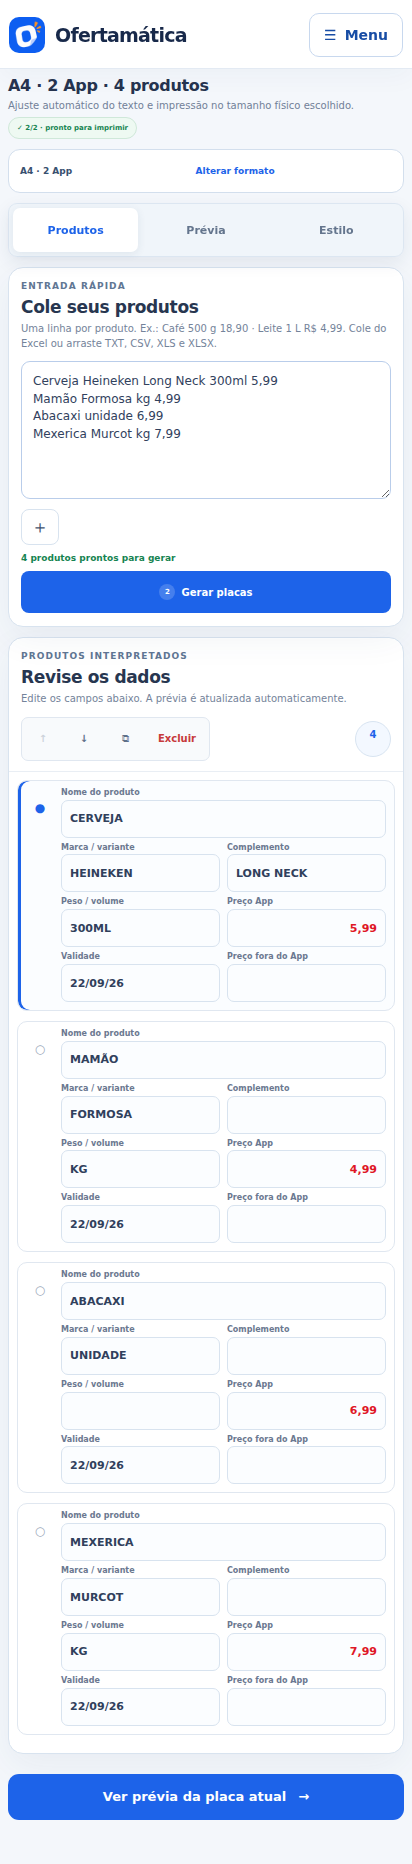 Ofertamática
☰ Menu
A4 · 2 App · 4 produtos
Ajuste automático do texto e impressão no tamanho físico escolhido.
✓ 2/2 · pronto para imprimir
A4 · 2 App
Alterar formato
Produtos
Prévia
Estilo
ENTRADA RÁPIDA
Cole seus produtos
Uma linha por produto. Ex.: Café 500 g 18,90 · Leite 1 L R$ 4,99. Cole do
Excel ou arraste TXT, CSV, XLS e XLSX.
Cerveja Heineken Long Neck 300ml 5,99
Mamão Formosa kg 4,99
Abacaxi unidade 6,99
Mexerica Murcot kg 7,99
+
4 produtos prontos para gerar
2 Gerar placas
PRODUTOS INTERPRETADOS
Revise os dados
Edite os campos abaixo. A prévia é atualizada automaticamente.
↑ ↓ ⧉ Excluir
4
Nome do produto
CERVEJA
Marca / variante
Complemento
HEINEKEN
LONG NECK
Peso / volume
Preço App
300ML
5,99
Validade
Preço fora do App
22/09/26
Nome do produto
MAMÃO
Marca / variante
Complemento
FORMOSA
Peso / volume
Preço App
KG
4,99
Validade
Preço fora do App
22/09/26
Nome do produto
ABACAXI
Marca / variante
Complemento
UNIDADE
Peso / volume
Preço App
6,99
Validade
Preço fora do App
22/09/26
Nome do produto
MEXERICA
Marca / variante
Complemento
MURCOT
Peso / volume
Preço App
KG
7,99
Validade
Preço fora do App
22/09/26
Ver prévia da placa atual →